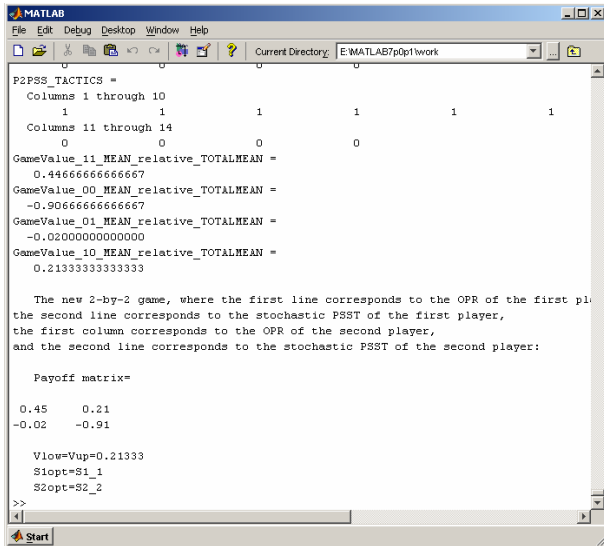 MATLAB
File Edit Debug Desktop Window Help
Current Directory: E:\MATLAB7p0p1\work
0 0 0 0
P2PSS_TACTICS =
Columns 1 through 10
1 1 1 1 1 1
Columns 11 through 14
0 0 0 0
GameValue_11_MEAN_relative_TOTALMEAN =
0.44666666666667
GameValue_00_MEAN_relative_TOTALMEAN =
-0.90666666666667
GameValue_01_MEAN_relative_TOTALMEAN =
-0.02000000000000
GameValue_10_MEAN_relative_TOTALMEAN =
0.21333333333333
The new 2-by-2 game, where the first line corresponds to the OPR of the first pl
the second line corresponds to the stochastic PSST of the first player,
the first column corresponds to the OPR of the second player,
and the second line corresponds to the stochastic PSST of the second player:
Payoff matrix=
0.45 0.21
-0.02 -0.91
Vlow=Vup=0.21333
S1opt=S1_1
S2opt=S2_2
>>
Start